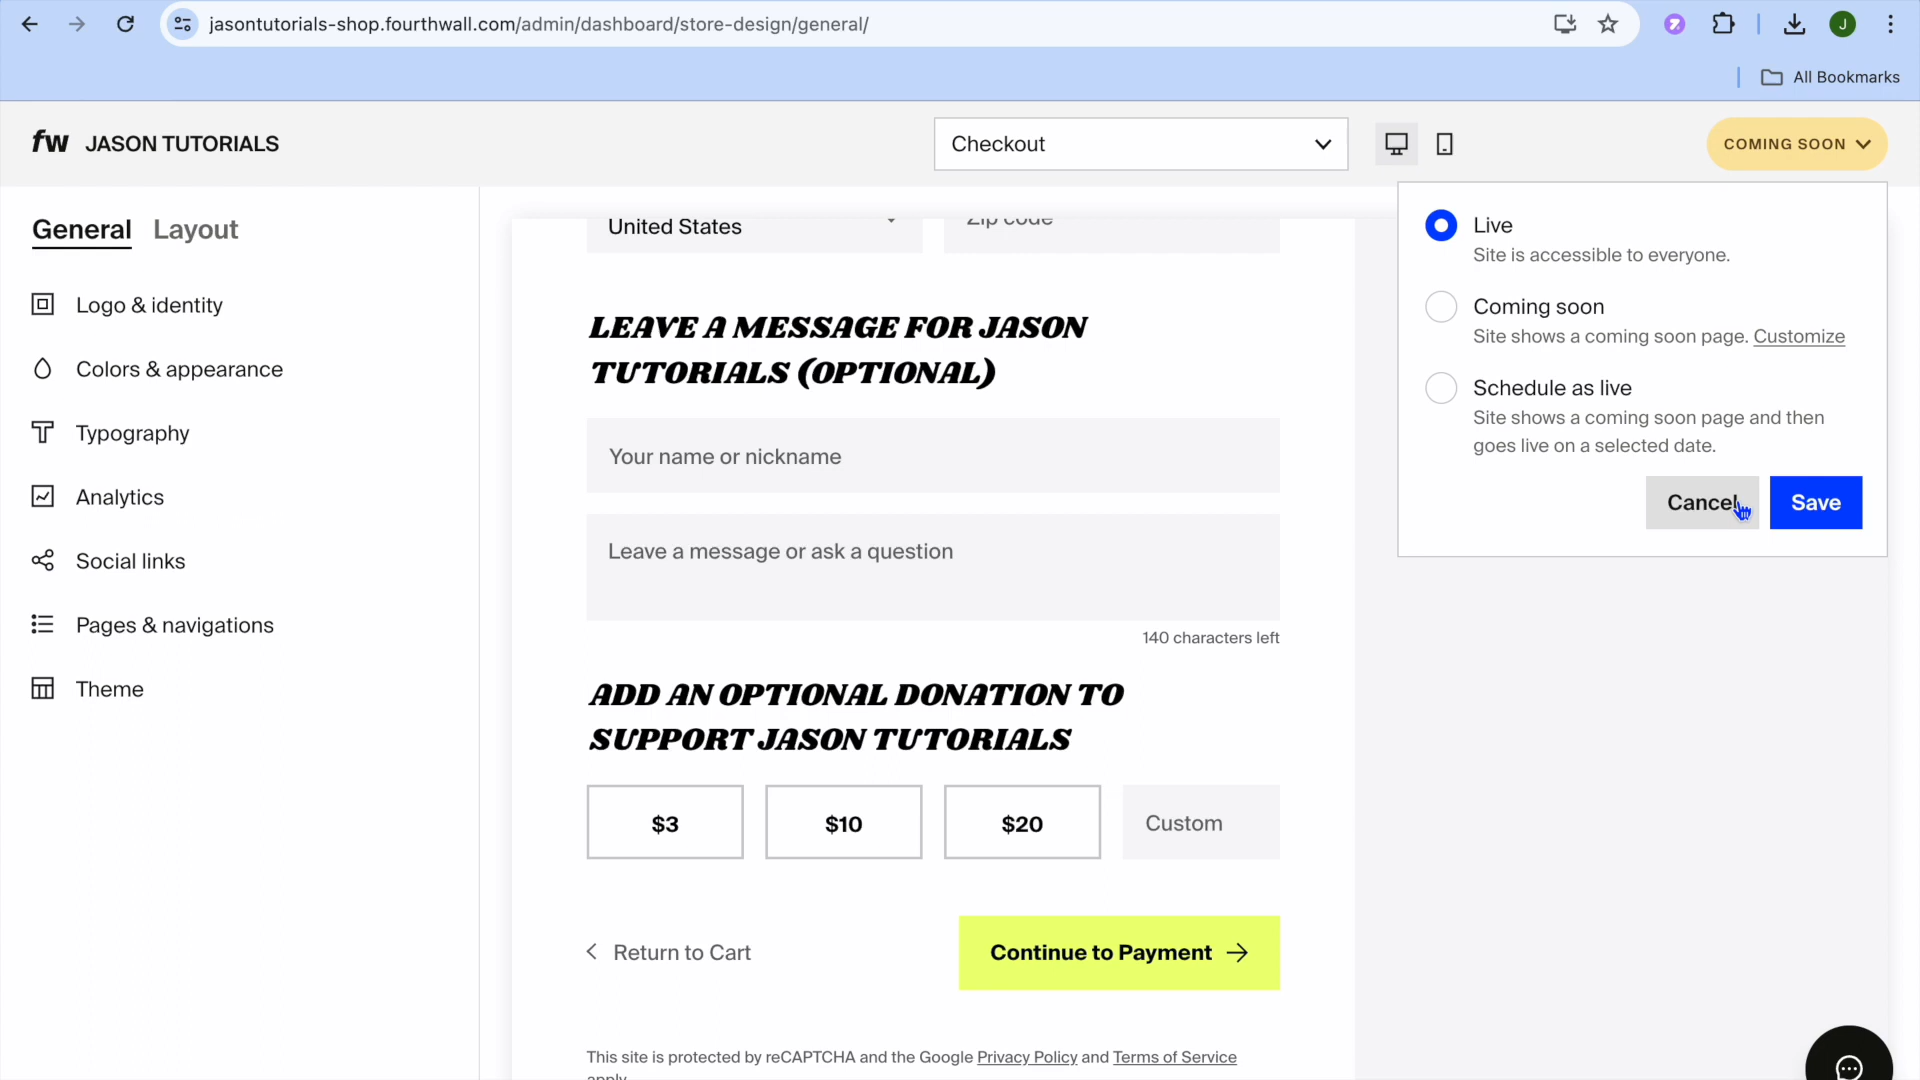 jasontutorials-shop.fourthwall.com/admin/dashboard/store-design/general/
J
All Bookmarks
fw JASON TUTORIALS
Checkout
COMING SOON
General Layout
Logo & identity
Colors & appearance
Typography
Analytics
Social links
Pages & navigations
Theme
United States
Zip code
LEAVE A MESSAGE FOR JASON
TUTORIALS (OPTIONAL)
Your name or nickname
Leave a message or ask a question
140 characters left
ADD AN OPTIONAL DONATION TO
SUPPORT JASON TUTORIALS
$3
$10
$20
Custom
Return to Cart
Continue to Payment
This site is protected by reCAPTCHA and the Google Privacy Policy and Terms of Service
apply.
Live
Site is accessible to everyone.
Coming soon
Site shows a coming soon page. Customize
Schedule as live
Site shows a coming soon page and then
goes live on a selected date.
Cancel
Save